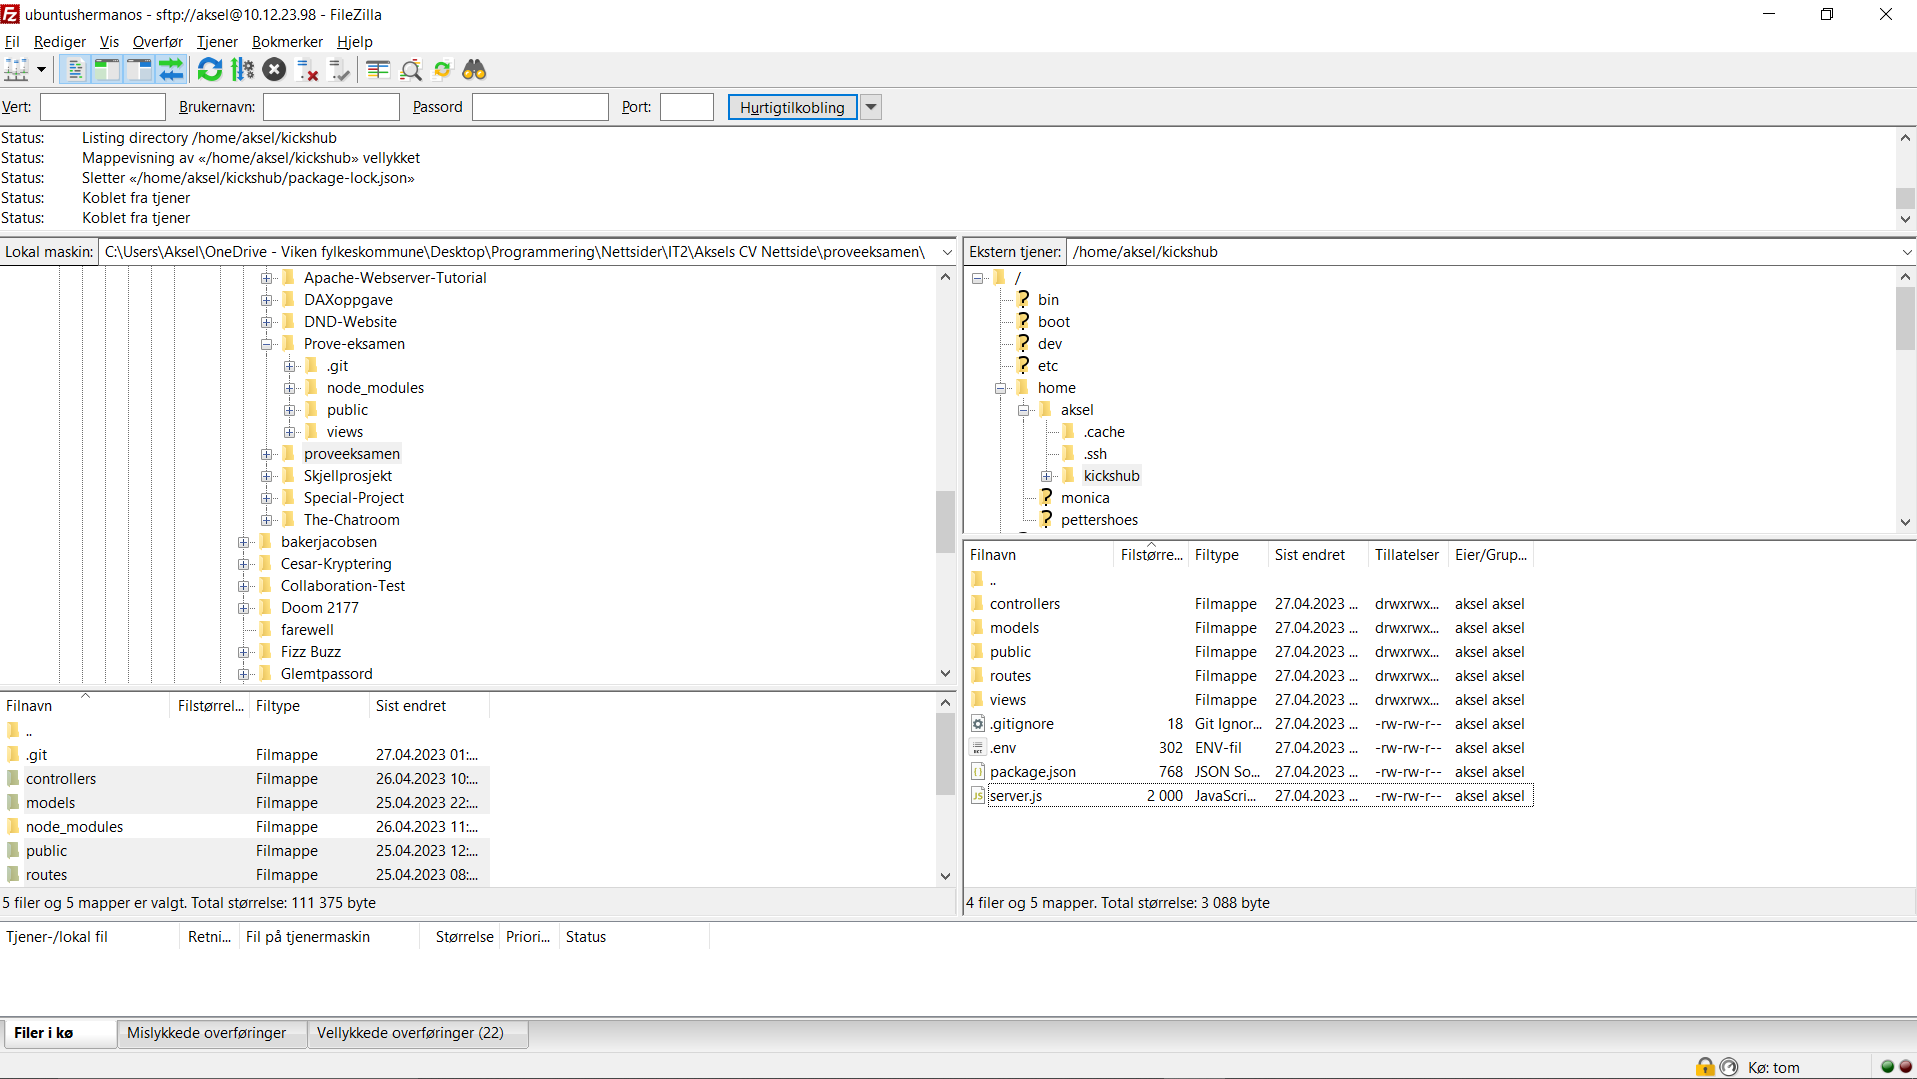 ubuntushermanos - sftp://aksel@10.12.23.98 - FileZilla
Fil Rediger Vis Overfør Tjener Bokmerker Hjelp
Vert: Brukernavn: Passord Port: Hurtigtilkobling
Status: Listing directory /home/aksel/kickshub
Status: Mappevisning av «/home/aksel/kickshub» vellykket
Status: Sletter «/home/aksel/kickshub/package-lock.json»
Status: Koblet fra tjener
Status: Koblet fra tjener
Lokal maskin: C:\Users\Aksel\OneDrive - Viken fylkeskommune\Desktop\Programmering\Nettsider\IT2\Aksels CV Nettside\proveeksamen\
Apache-Webserver-Tutorial
DAXoppgave
DND-Website
Prove-eksamen
.git
node_modules
public
views
proveeksamen
Skjellprosjekt
Special-Project
The-Chatroom
bakerjacobsen
Cesar-Kryptering
Collaboration-Test
Doom 2177
farewell
Fizz Buzz
Glemtpassord
Filnavn Filstørrel... Filtype Sist endret
..
.git Filmappe 27.04.2023 01:...
controllers Filmappe 26.04.2023 10:...
models Filmappe 25.04.2023 22:...
node_modules Filmappe 26.04.2023 11:...
public Filmappe 25.04.2023 12:...
routes Filmappe 25.04.2023 08:...
5 filer og 5 mapper er valgt. Total størrelse: 111 375 byte
Ekstern tjener: /home/aksel/kickshub
/
bin
boot
dev
etc
home
aksel
.cache
.ssh
kickshub
monica
pettershoes
Filnavn Filstørre... Filtype Sist endret Tillatelser Eier/Grup...
..
controllers Filmappe 27.04.2023 ... drwxrwx... aksel aksel
models Filmappe 27.04.2023 ... drwxrwx... aksel aksel
public Filmappe 27.04.2023 ... drwxrwx... aksel aksel
routes Filmappe 27.04.2023 ... drwxrwx... aksel aksel
views Filmappe 27.04.2023 ... drwxrwx... aksel aksel
.gitignore 18 Git Ignor... 27.04.2023 ... -rw-rw-r-- aksel aksel
.env 302 ENV-fil 27.04.2023 ... -rw-rw-r-- aksel aksel
package.json 768 JSON So... 27.04.2023 ... -rw-rw-r-- aksel aksel
server.js 2 000 JavaScri... 27.04.2023 ... -rw-rw-r-- aksel aksel
4 filer og 5 mapper. Total størrelse: 3 088 byte
Tjener-/lokal fil Retni... Fil på tjenermaskin Størrelse Priori... Status
Filer i kø Mislykkede overføringer Vellykkede overføringer (22)
Kø: tom